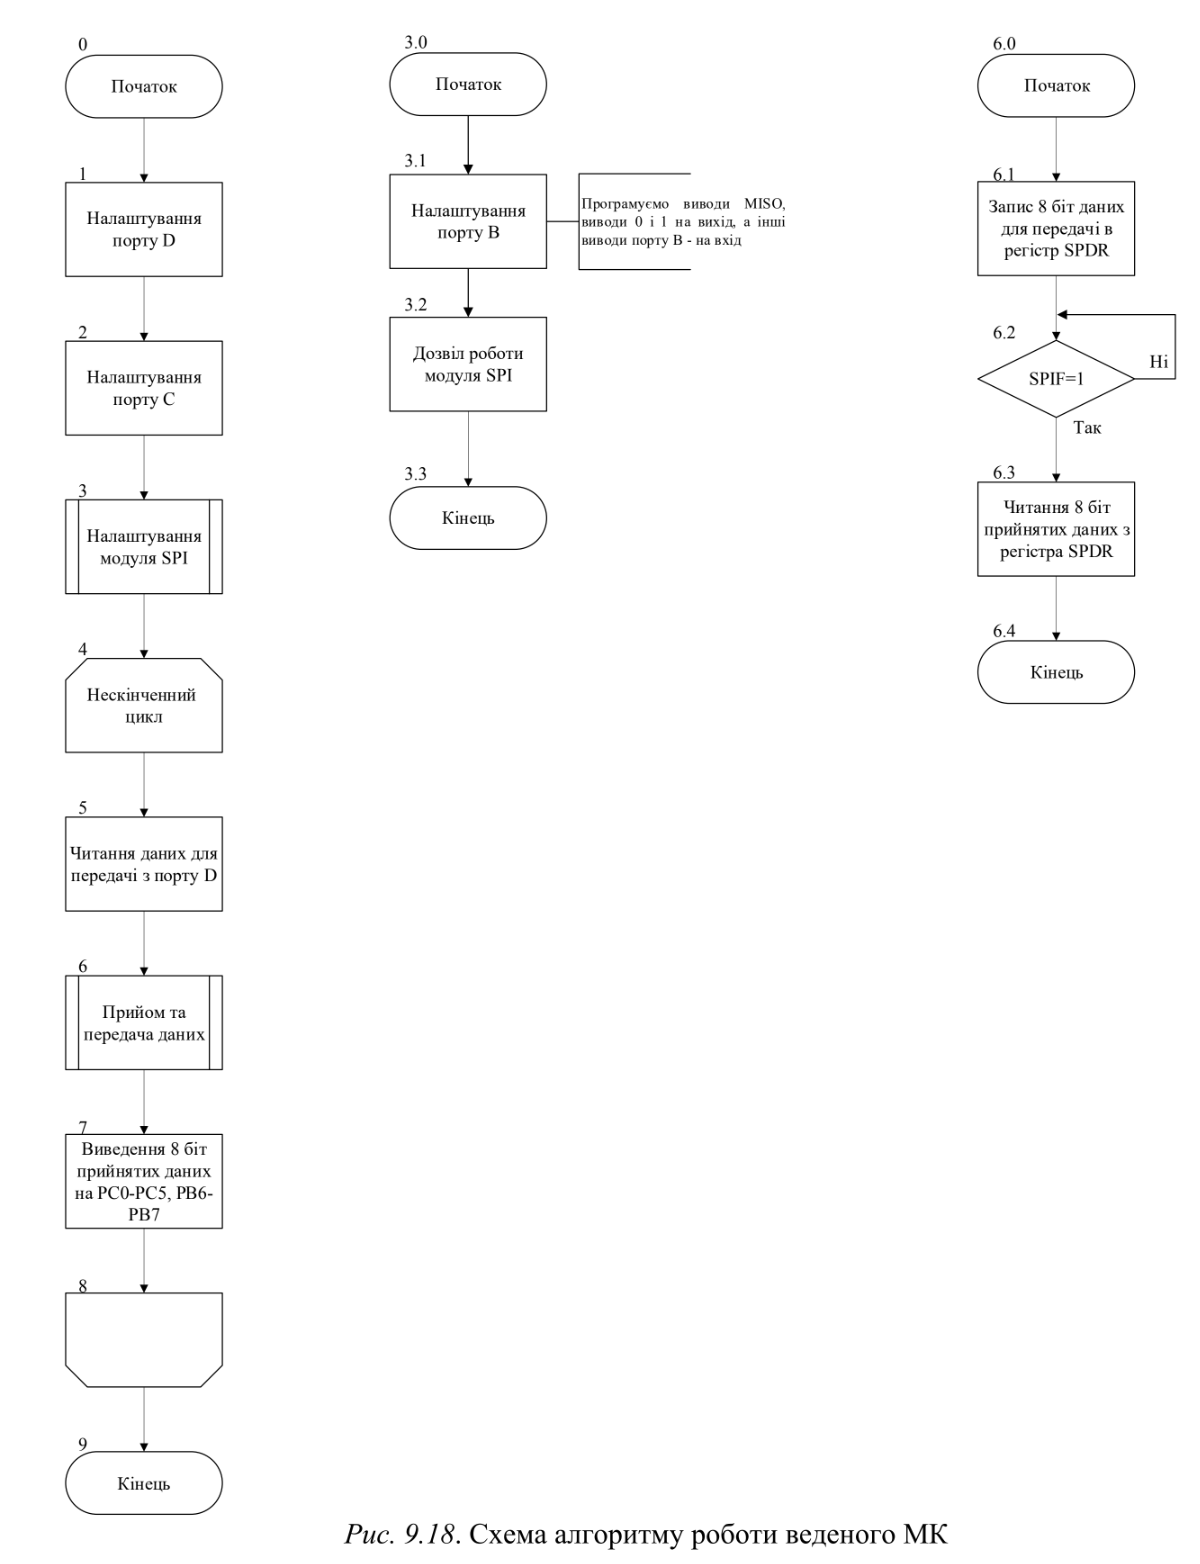 0
Початок
1
Налаштування
порту D
2
Налаштування
порту C
3
Налаштування
модуля SPI
4
Нескінченний
цикл
5
Читання даних для
передачі з порту D
6
Прийом та
передача даних
7
Виведення 8 біт
прийнятих даних
на PC0-PC5, PB6-
PB7
8
9
Кінець
3.0
Початок
3.1
Налаштування
порту B
Програмуємо виводи MISO,
виводи 0 і 1 на вихід, а інші
виводи порту B - на вхід
3.2
Дозвіл роботи
модуля SPI
3.3
Кінець
6.0
Початок
6.1
Запис 8 біт даних
для передачі в
регістр SPDR
6.2
SPIF=1
Ні
Так
6.3
Читання 8 біт
прийнятих даних з
регістра SPDR
6.4
Кінець
Рис. 9.18. Схема алгоритму роботи веденого МК